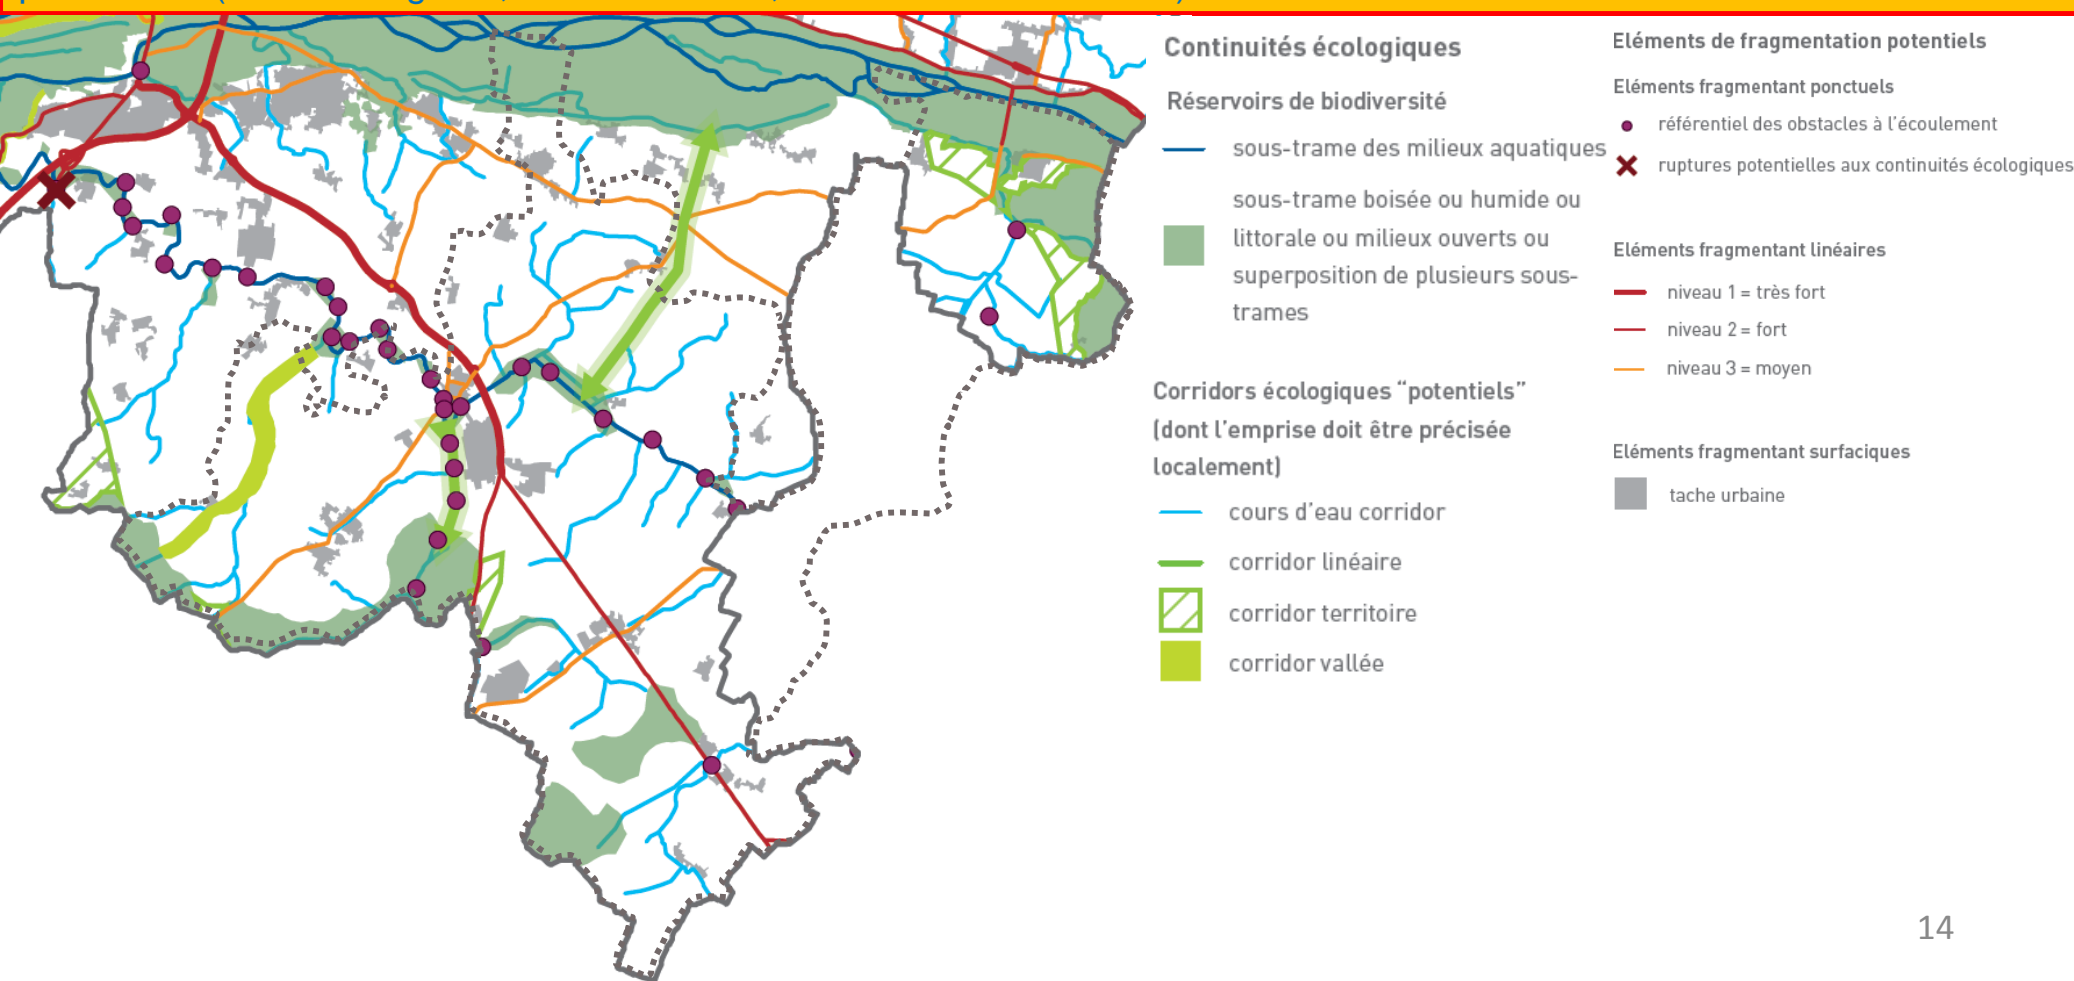 Continuités écologiques
Réservoirs de biodiversité
sous-trame des milieux aquatiques
sous-trame boisée ou humide ou
littorale ou milieux ouverts ou
superposition de plusieurs sous-
trames
Corridors écologiques “potentiels”
(dont l’emprise doit être précisée
localement)
cours d’eau corridor
corridor linéaire
corridor territoire
corridor vallée
Eléments de fragmentation potentiels
Eléments fragmentant ponctuels
référentiel des obstacles à l’écoulement
ruptures potentielles aux continuités écologiques
Eléments fragmentant linéaires
niveau 1 = très fort
niveau 2 = fort
niveau 3 = moyen
Eléments fragmentant surfaciques
tache urbaine
14